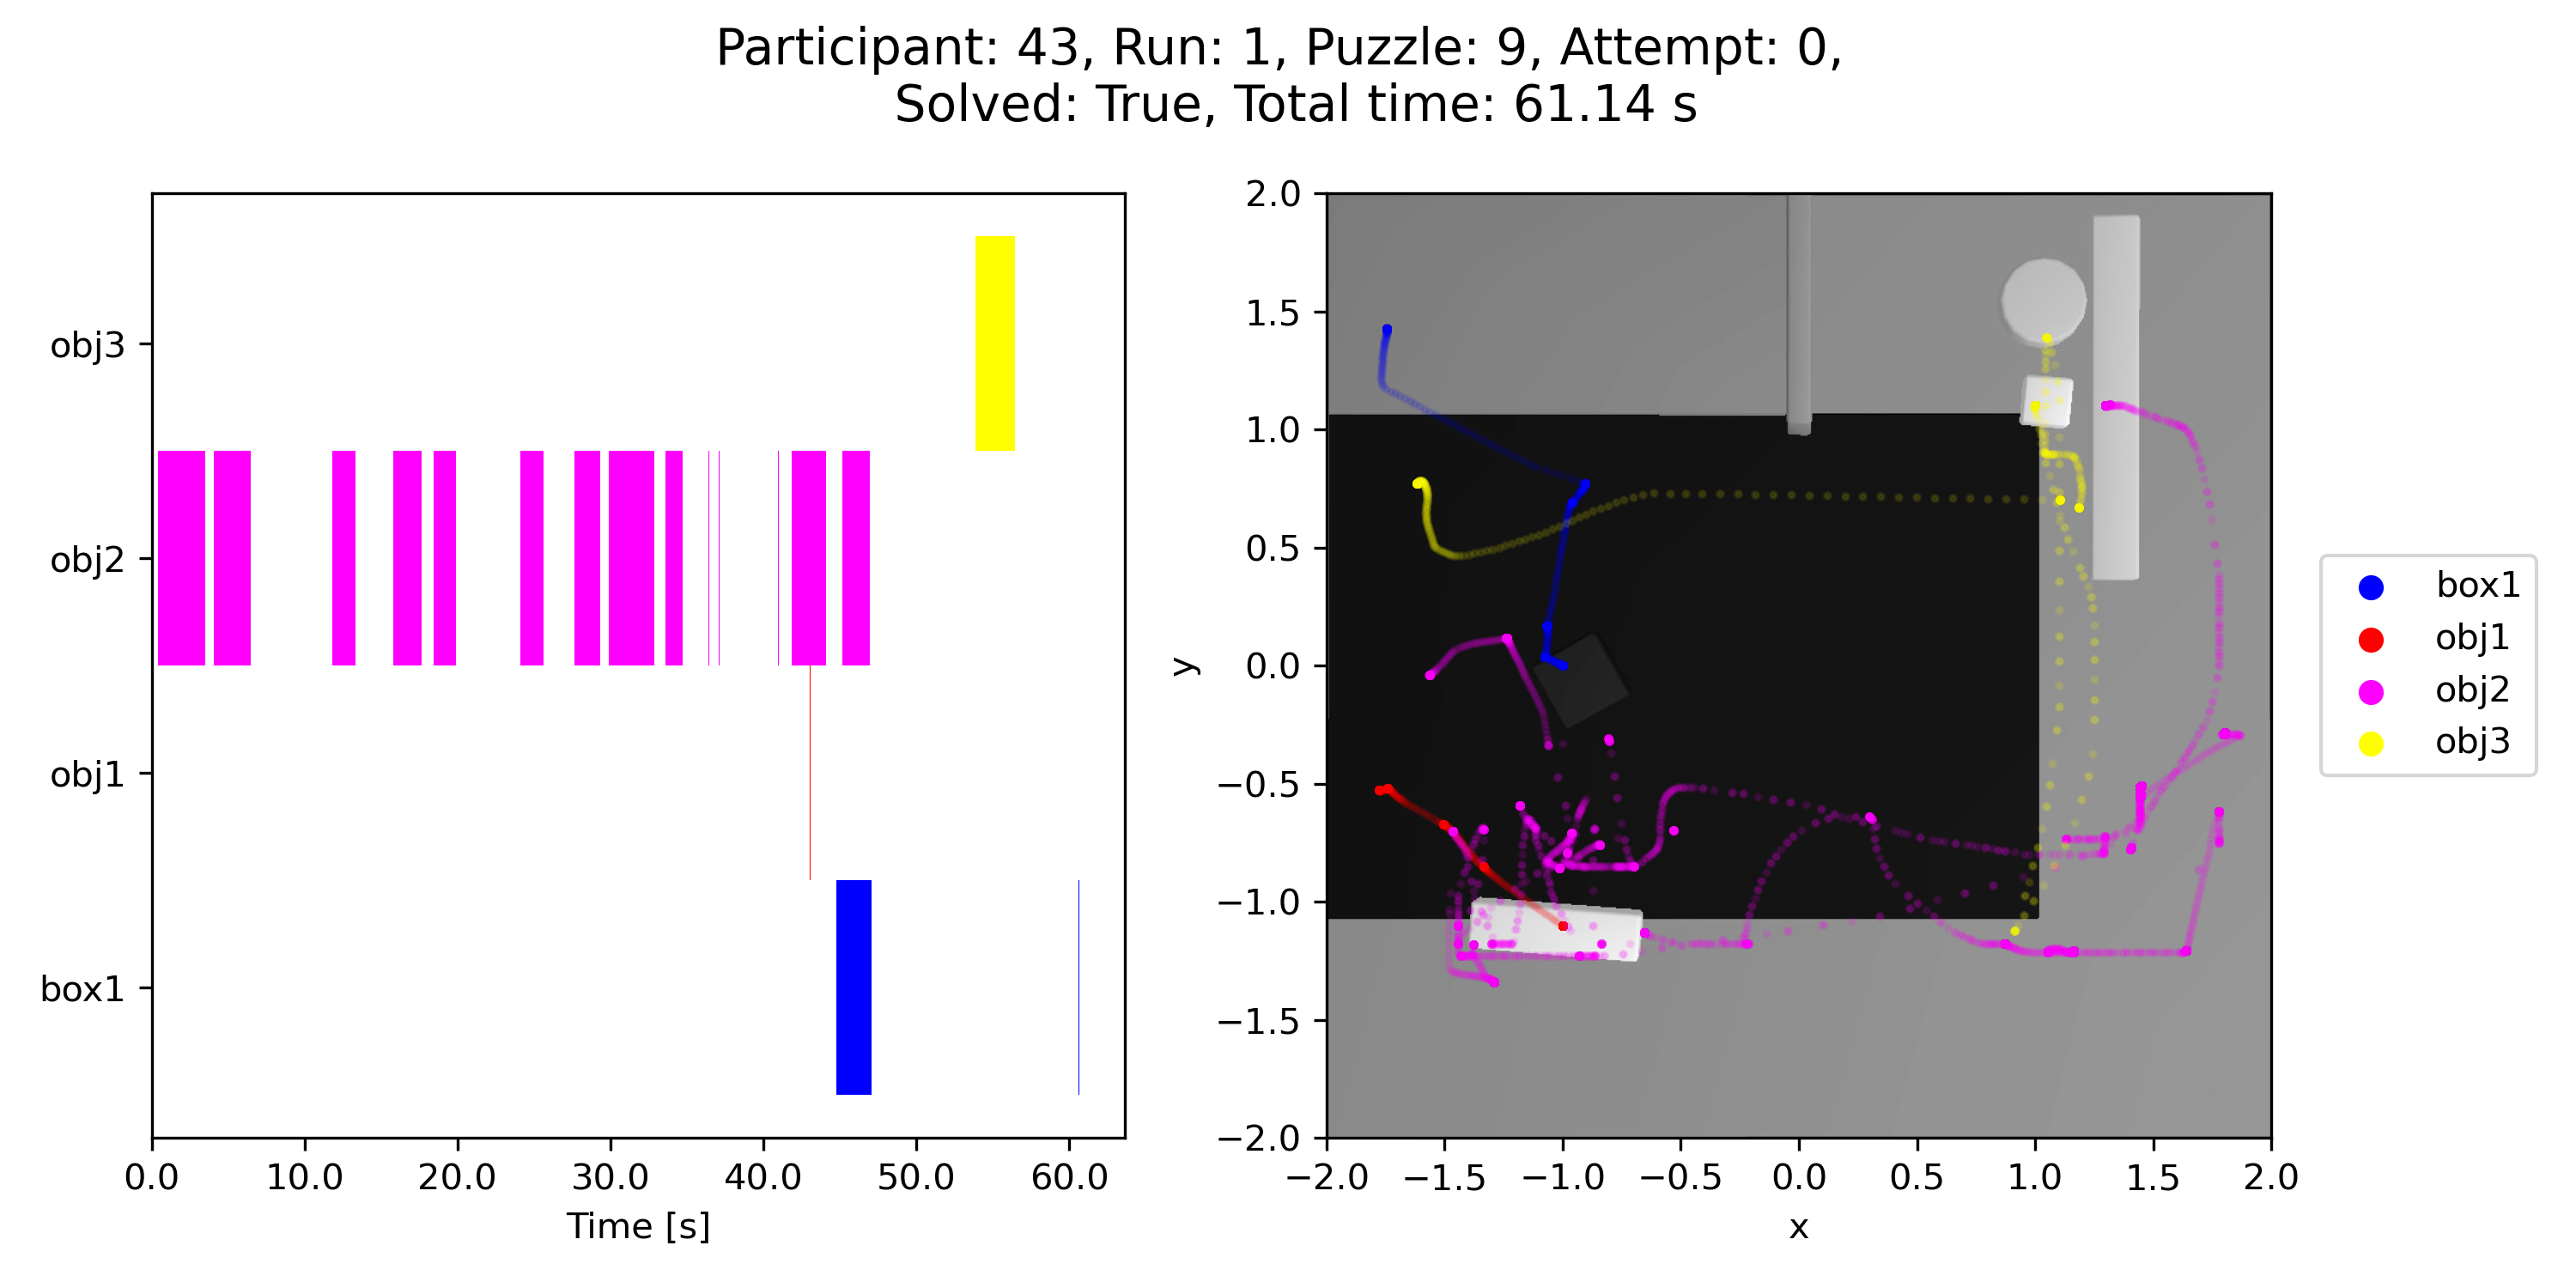 Participant: 43, Run: 1, Puzzle: 9, Attempt: 0,
Solved: True, Total time: 61.14 s
obj3
obj2
obj1
box1
0.0 10.0 20.0 30.0 40.0 50.0 60.0
Time [s]
2.0
1.5
1.0
0.5
0.0
−0.5
−1.0
−1.5
−2.0
y
−2.0 −1.5 −1.0 −0.5 0.0 0.5 1.0 1.5 2.0
x
box1
obj1
obj2
obj3